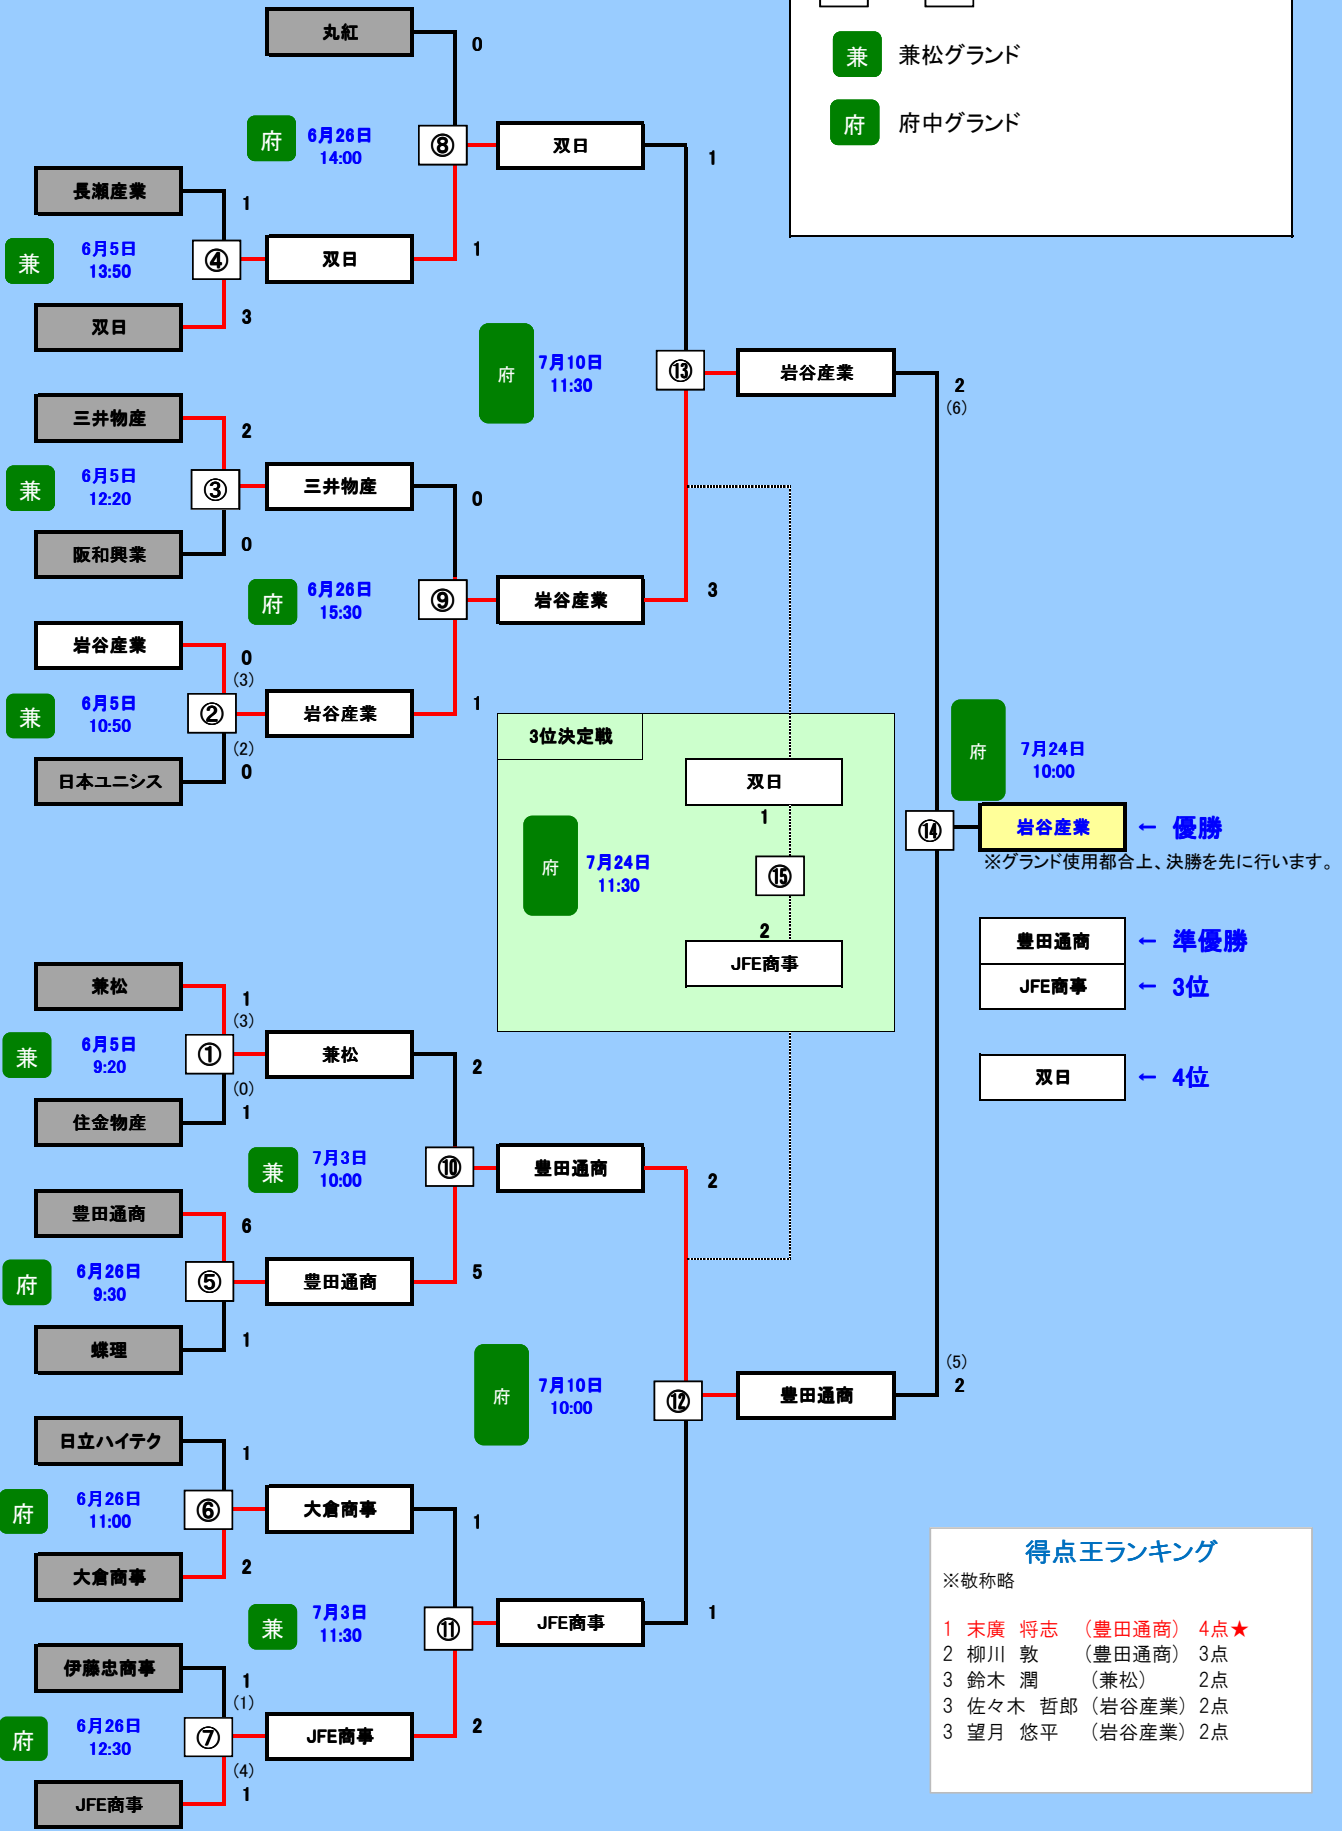 兼 兼松グランド
府 府中グランド
丸紅
0
府 6月26日
14:00
⑧
双日
1
長瀬産業
1
兼 6月5日
13:50
④
双日
1
双日
3
府 7月10日
11:30
⑬
岩谷産業
2
(6)
三井物産
2
兼 6月5日
12:20
③
三井物産
0
阪和興業
0
府 6月26日
15:30
⑨
岩谷産業
3
岩谷産業
0
(3)
兼 6月5日
10:50
②
岩谷産業
1
(2)
0
日本ユニシス
3位決定戦
双日
1
府 7月24日
11:30
⑮
2
JFE商事
府 7月24日
10:00
⑭
岩谷産業 ← 優勝
※グランド使用都合上、決勝を先に行います。
豊田通商 ← 準優勝
JFE商事 ← 3位
双日 ← 4位
兼松
1
(3)
兼 6月5日
9:20
①
兼松
2
(0)
1
住金物産
兼 7月3日
10:00
⑩
豊田通商
2
豊田通商
6
府 6月26日
9:30
⑤
豊田通商
5
蝶理
1
府 7月10日
10:00
⑫
豊田通商
(5)
2
日立ハイテク
1
府 6月26日
11:00
⑥
大倉商事
1
大倉商事
2
兼 7月3日
11:30
⑪
JFE商事
1
伊藤忠商事
1
(1)
府 6月26日
12:30
⑦
JFE商事
2
(4)
1
JFE商事
得点王ランキング
※敬称略
1 末廣 将志 (豊田通商) 4点★
2 柳川 敦 (豊田通商) 3点
3 鈴木 潤 (兼松) 2点
3 佐々木 哲郎 (岩谷産業) 2点
3 望月 悠平 (岩谷産業) 2点